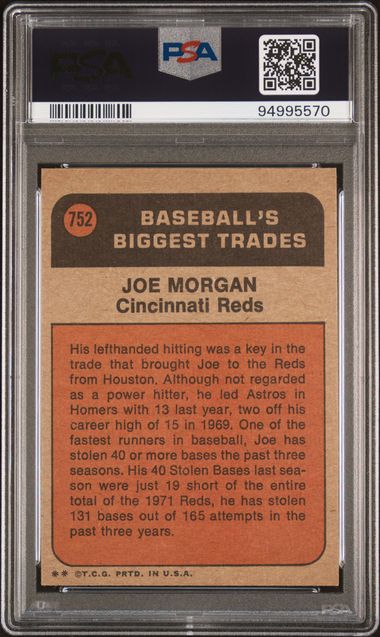 PSA
PSA
94995570
752
BASEBALL'S
BIGGEST TRADES
JOE MORGAN
Cincinnati Reds
His lefthanded hitting was a key in the
trade that brought Joe to the Reds
from Houston. Although not regarded
as a power hitter, he led Astros in
Homers with 13 last year, two off his
career high of 15 in 1969. One of the
fastest runners in baseball, Joe has
stolen 40 or more bases the past three
seasons. His 40 Stolen Bases last sea-
son were just 19 short of the entire
total of the 1971 Reds, he has stolen
131 bases out of 165 attempts in the
past three years.
** ©T.C.G. PRTD. IN U.S.A.